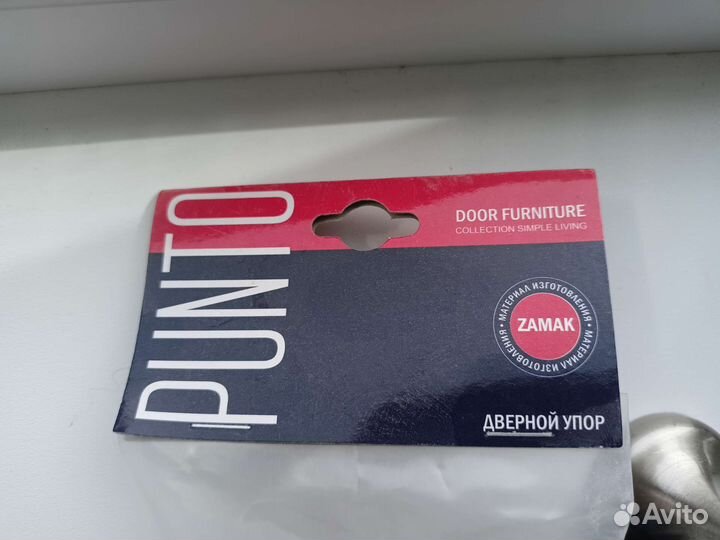 PUNTO
DOOR FURNITURE
COLLECTION SIMPLE LIVING
МАТЕРИАЛ ИЗГОТОВЛЕНИЯ •
ZAMAK
МАТЕРИАЛ ИЗГОТОВЛЕНИЯ •
ДВЕРНОЙ УПОР
Avito